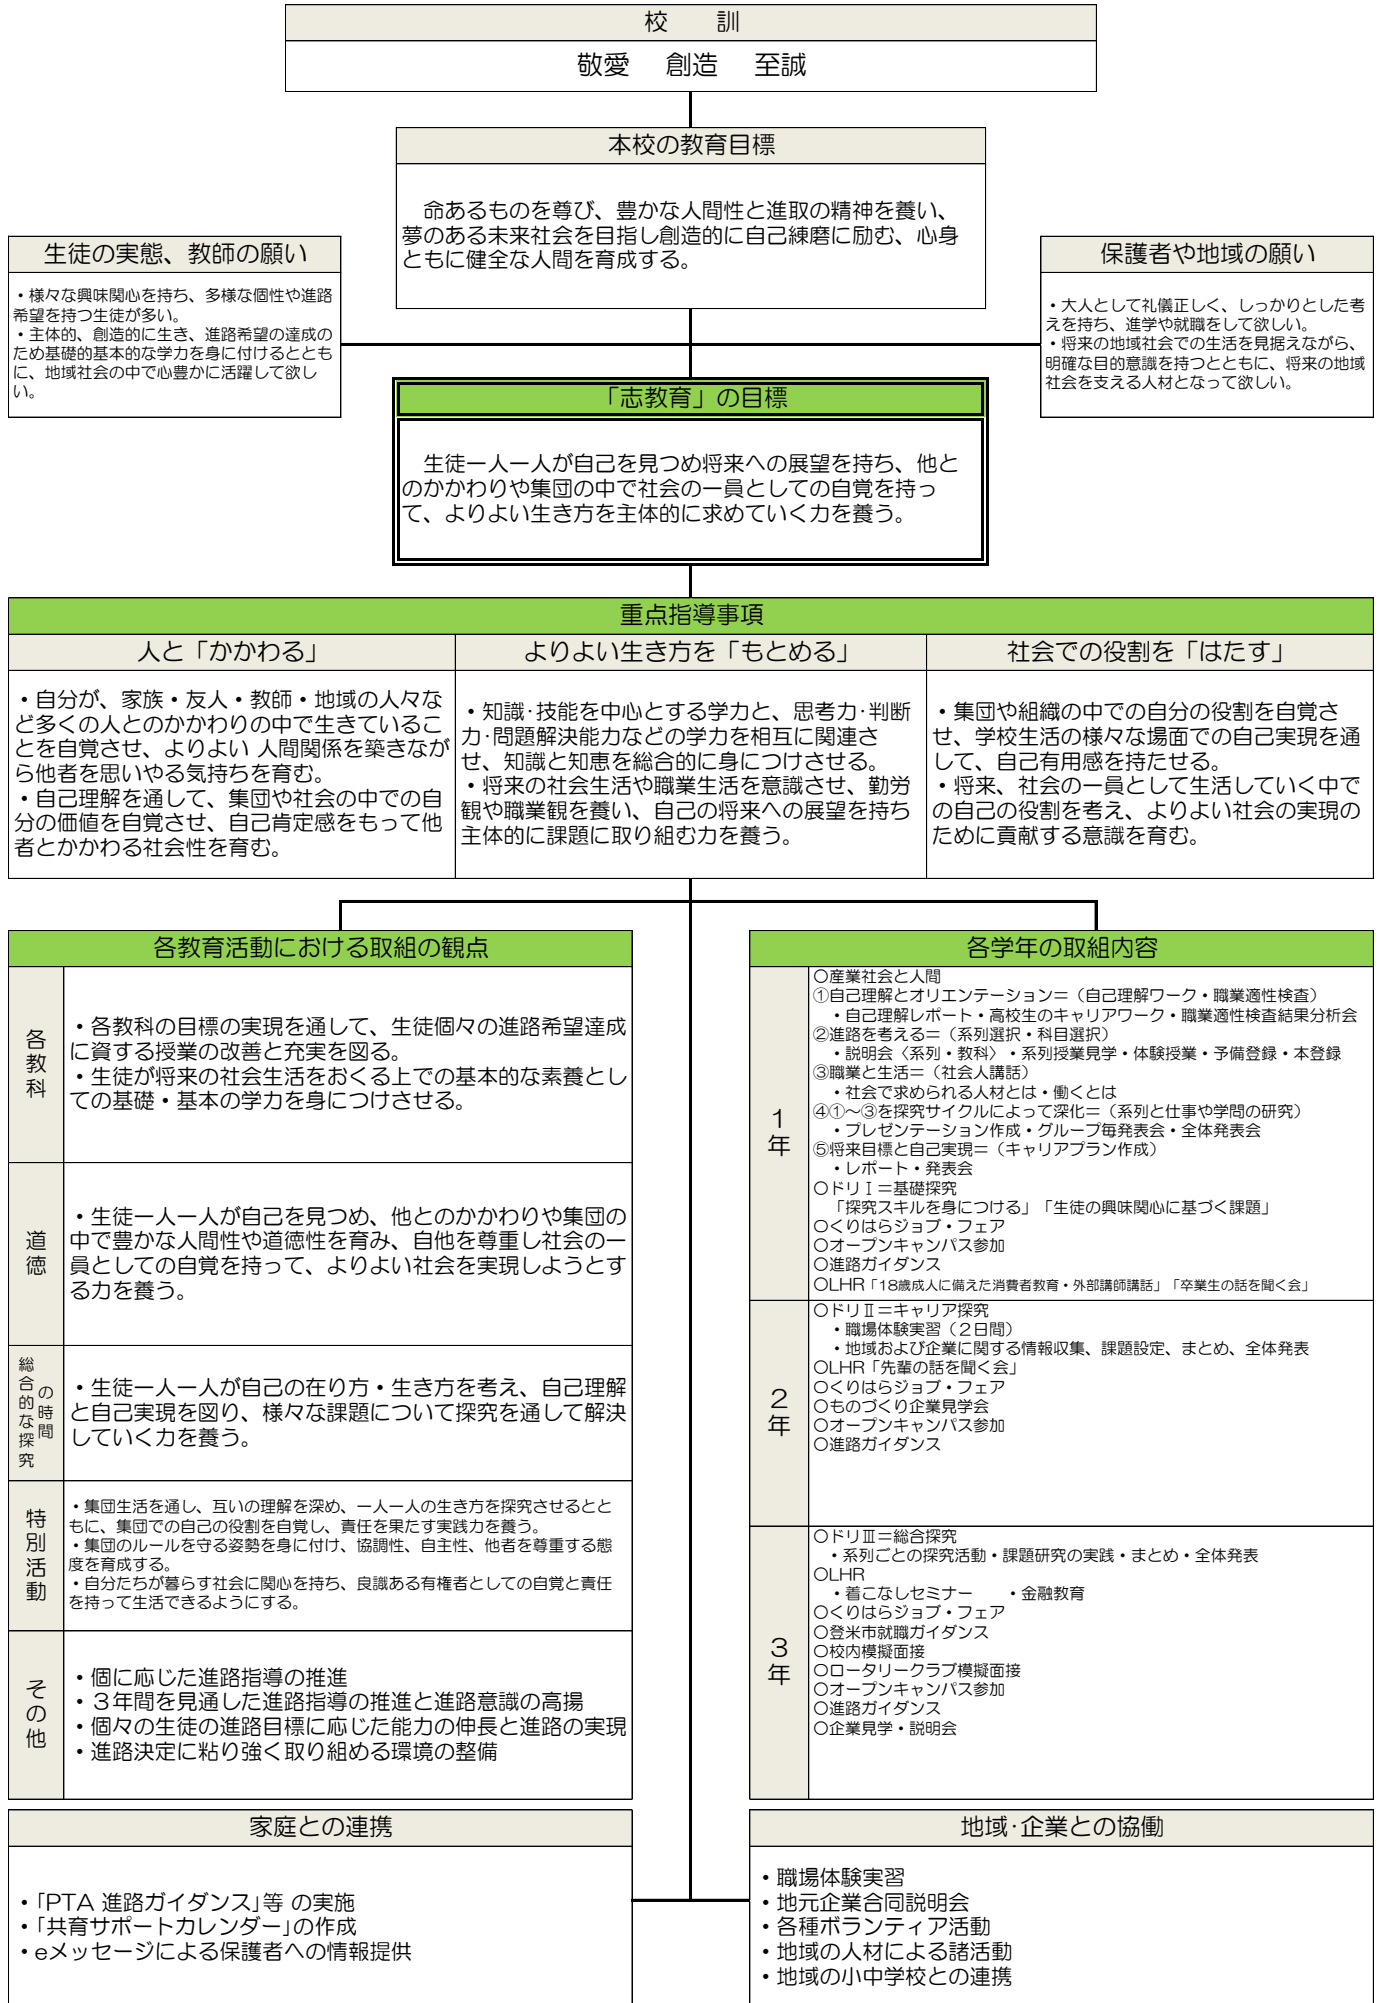 校　　訓
敬愛　創造　至誠
本校の教育目標
　命あるものを尊び、豊かな人間性と進取の精神を養い、
夢のある未来社会を目指し創造的に自己練磨に励む、心身
ともに健全な人間を育成する。
生徒の実態、教師の願い
・様々な興味関心を持ち、多様な個性や進路
希望を持つ生徒が多い。
・主体的、創造的に生き、進路希望の達成の
ため基礎的基本的な学力を身に付けるととも
に、地域社会の中で心豊かに活躍して欲し
い。
保護者や地域の願い
・大人として礼儀正しく、しっかりとした考
えを持ち、進学や就職をして欲しい。
・将来の地域社会での生活を見据えながら、
明確な目的意識を持つとともに、将来の地域
社会を支える人材となって欲しい。
「志教育」の目標
　生徒一人一人が自己を見つめ将来への展望を持ち、他と
のかかわりや集団の中で社会の一員としての自覚を持っ
て、よりよい生き方を主体的に求めていく力を養う。
重点指導事項
人と「かかわる」
・自分が、家族・友人・教師・地域の人々な
ど多くの人とのかかわりの中で生きているこ
とを自覚させ、よりよい 人間関係を築きなが
ら他者を思いやる気持ちを育む。
・自己理解を通して、集団や社会の中での自
分の価値を自覚させ、自己肯定感をもって他
者とかかわる社会性を育む。
よりよい生き方を「もとめる」
・知識･技能を中心とする学力と、思考力･判断
力･問題解決能力などの学力を相互に関連さ
せ、知識と知恵を総合的に身につけさせる。
・将来の社会生活や職業生活を意識させ、勤労
観や職業観を養い、自己の将来への展望を持ち
主体的に課題に取り組む力を養う。
社会での役割を「はたす」
・集団や組織の中での自分の役割を自覚さ
せ、学校生活の様々な場面での自己実現を通
して、自己有用感を持たせる。
・将来、社会の一員として生活していく中で
の自己の役割を考え、よりよい社会の実現の
ために貢献する意識を育む。
各教育活動における取組の観点
各教科
・各教科の目標の実現を通して、生徒個々の進路希望達成
に資する授業の改善と充実を図る。
・生徒が将来の社会生活をおくる上での基本的な素養とし
ての基礎・基本の学力を身につけさせる。
道徳
・生徒一人一人が自己を見つめ、他とのかかわりや集団の
中で豊かな人間性や道徳性を育み、自他を尊重し社会の一
員としての自覚を持って、よりよい社会を実現しようとす
る力を養う。
総合的な探究
の時間
・生徒一人一人が自己の在り方・生き方を考え、自己理解
と自己実現を図り、様々な課題について探究を通して解決
していく力を養う。
特別活動
・集団生活を通し、互いの理解を深め、一人一人の生き方を探究させるとと
もに、集団での自己の役割を自覚し、責任を果たす実践力を養う。
・集団のルールを守る姿勢を身に付け、協調性、自主性、他者を尊重する態
度を育成する。
・自分たちが暮らす社会に関心を持ち、良識ある有権者としての自覚と責任
を持って生活できるようにする。
その他
・個に応じた進路指導の推進
・３年間を見通した進路指導の推進と進路意識の高揚
・個々の生徒の進路目標に応じた能力の伸長と進路の実現
・進路決定に粘り強く取り組める環境の整備
各学年の取組内容
１年
〇産業社会と人間
①自己理解とオリエンテーション＝（自己理解ワーク・職業適性検査）
・自己理解レポート・高校生のキャリアワーク・職業適性検査結果分析会
②進路を考える＝（系列選択・科目選択）
・説明会〈系列・教科〉・系列授業見学・体験授業・予備登録・本登録
③職業と生活＝（社会人講話）
・社会で求められる人材とは・働くとは
④①～③を探究サイクルによって深化＝（系列と仕事や学問の研究）
・プレゼンテーション作成・グループ毎発表会・全体発表会
⑤将来目標と自己実現＝（キャリアプラン作成）
・レポート・発表会
〇ドリⅠ＝基礎探究
「探究スキルを身につける」「生徒の興味関心に基づく課題」
〇くりはらジョブ・フェア
〇オープンキャンパス参加
〇進路ガイダンス
〇LHR「18歳成人に備えた消費者教育・外部講師講話」「卒業生の話を聞く会」
２年
〇ドリⅡ＝キャリア探究
・職場体験実習（２日間）
・地域および企業に関する情報収集、課題設定、まとめ、全体発表
〇LHR「先輩の話を聞く会」
〇くりはらジョブ・フェア
〇ものづくり企業見学会
〇オープンキャンパス参加
〇進路ガイダンス
３年
〇ドリⅢ＝総合探究
・系列ごとの探究活動・課題研究の実践・まとめ・全体発表
〇LHR
・着こなしセミナー　　・金融教育
〇くりはらジョブ・フェア
〇登米市就職ガイダンス
〇校内模擬面接
〇ロータリークラブ模擬面接
〇オープンキャンパス参加
〇進路ガイダンス
〇企業見学・説明会
家庭との連携
・「PTA 進路ガイダンス」等 の実施
・「共育サポートカレンダー」の作成
・eメッセージによる保護者への情報提供
地域･企業との協働
・職場体験実習
・地元企業合同説明会
・各種ボランティア活動
・地域の人材による諸活動
・地域の小中学校との連携